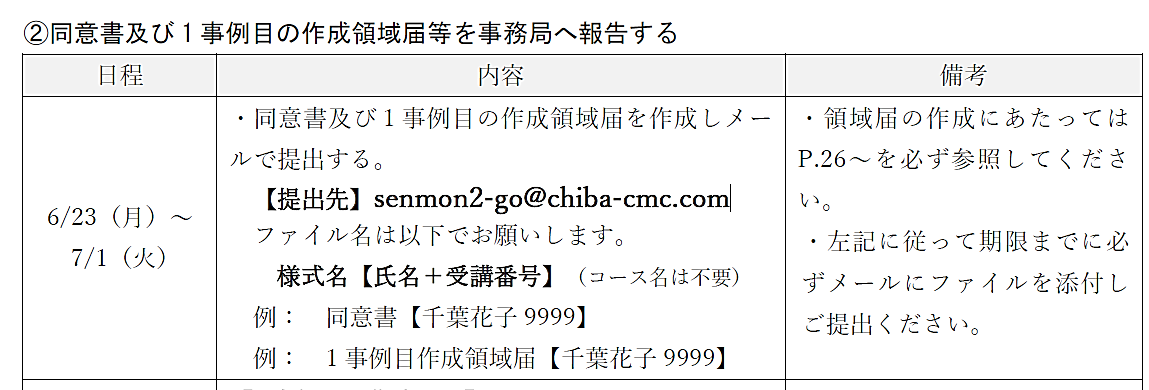 ②同意書及び1事例目の作成領域届等を事務局へ報告する
日程
内容
備考
6/23（月）～
7/1（火）
・同意書及び1事例目の作成領域届を作成しメー
ルで提出する。
【提出先】senmon2-go@chiba-cmc.com
ファイル名は以下でお願いします。
様式名【氏名＋受講番号】（コース名は不要）
例：　同意書【千葉花子 9999】
例：　1事例目作成領域届【千葉花子 9999】
・領域届の作成にあたっては
P.26～を必ず参照してくださ
い。
・左記に従って期限までに必
ずメールにファイルを添付し
ご提出ください。